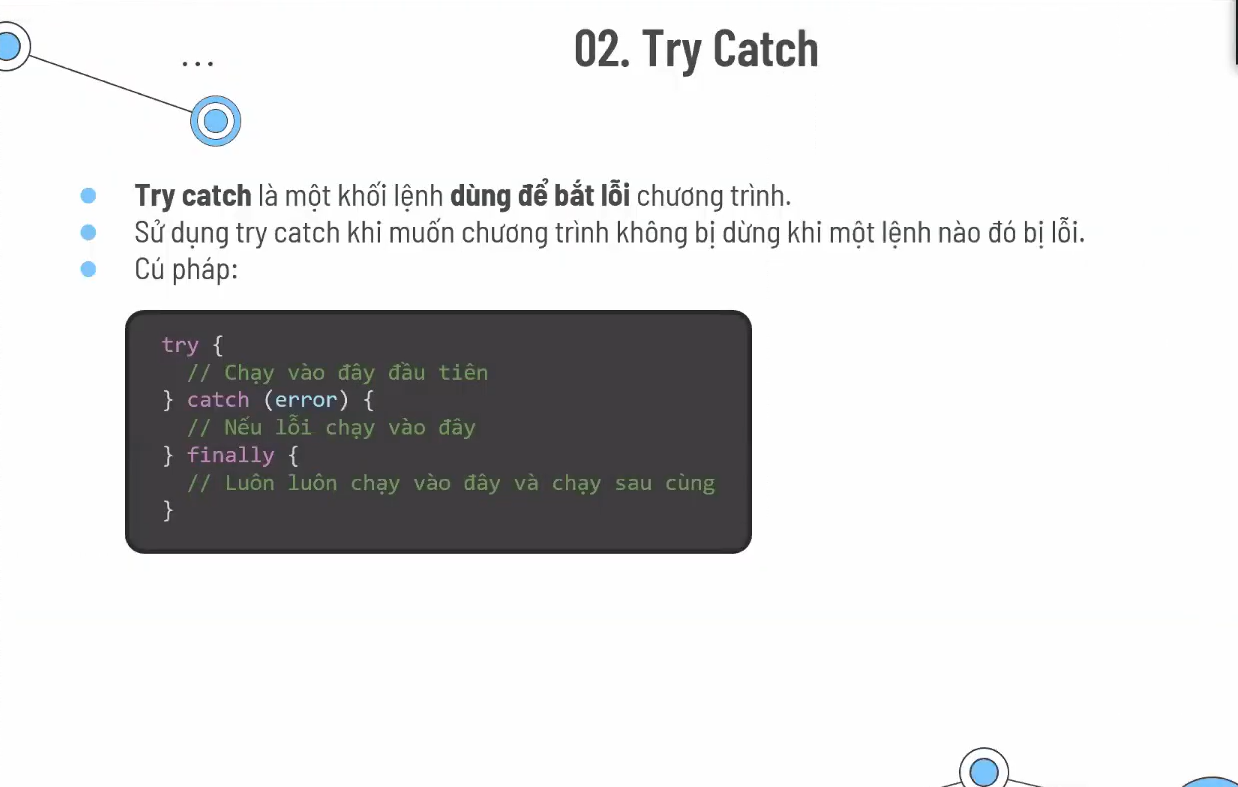 ...
02. Try Catch
Try catch là một khối lệnh dùng để bắt lỗi chương trình.
Sử dụng try catch khi muốn chương trình không bị dừng khi một lệnh nào đó bị lỗi.
Cú pháp:
try {
  // Chạy vào đây đầu tiên
} catch (error) {
  // Nếu lỗi chạy vào đây
} finally {
  // Luôn luôn chạy vào đây và chạy sau cùng
}